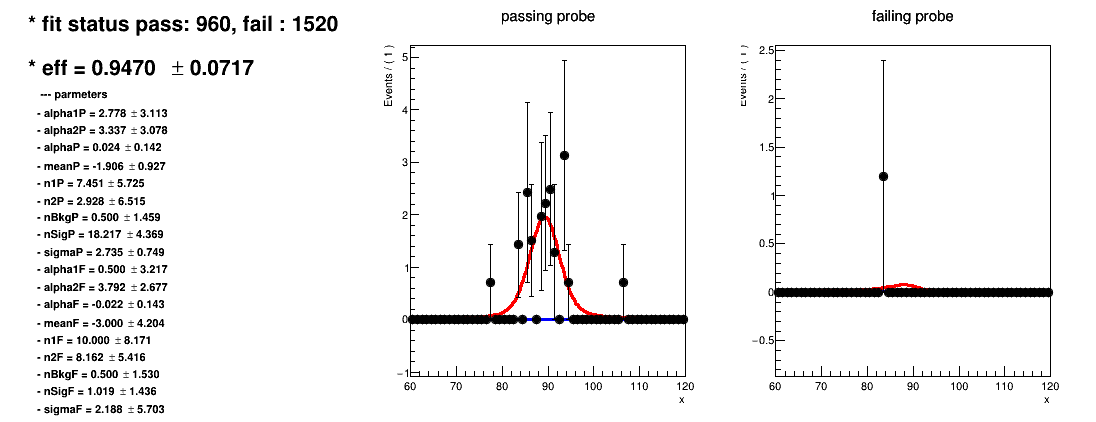 * fit status pass: 960, fail : 1520
* eff = 0.9470 ± 0.0717
--- parmeters
- alpha1P = 2.778 ± 3.113
- alpha2P = 3.337 ± 3.078
- alphaP = 0.024 ± 0.142
- meanP = -1.906 ± 0.927
- n1P = 7.451 ± 5.725
- n2P = 2.928 ± 6.515
- nBkgP = 0.500 ± 1.459
- nSigP = 18.217 ± 4.369
- sigmaP = 2.735 ± 0.749
- alpha1F = 0.500 ± 3.217
- alpha2F = 3.792 ± 2.677
- alphaF = -0.022 ± 0.143
- meanF = -3.000 ± 4.204
- n1F = 10.000 ± 8.171
- n2F = 8.162 ± 5.416
- nBkgF = 0.500 ± 1.530
- nSigF = 1.019 ± 1.436
- sigmaF = 2.188 ± 5.703
passing probe
Events / ( 1 )
5
4
3
2
1
0
−1
60 70 80 90 100 110 120
x
failing probe
Events / ( 1 )
2.5
2
1.5
1
0.5
0
−0.5
60 70 80 90 100 110 120
x